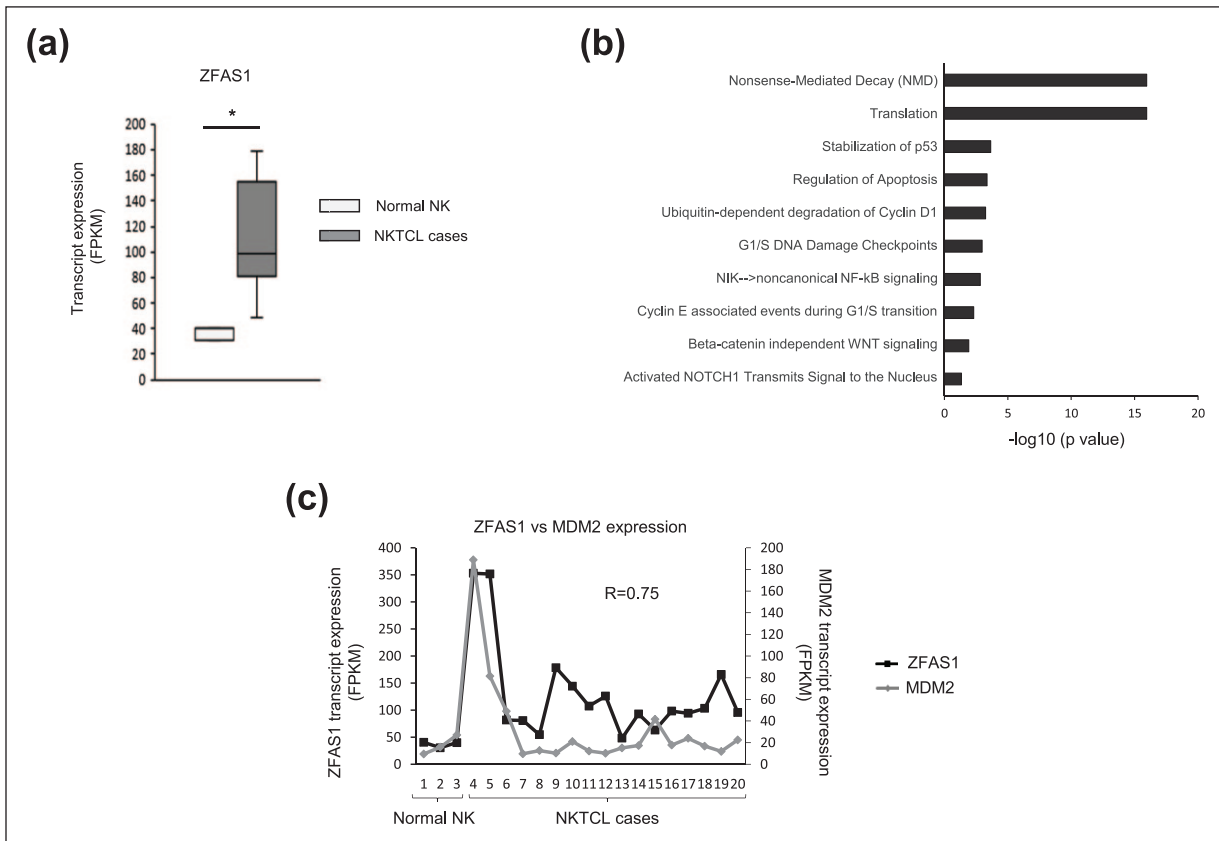 (a)
ZFAS1
*
Transcript expression
(FPKM)
200
180
160
140
120
100
80
60
40
20
0
Normal NK
NKTCL cases
(b)
Nonsense-Mediated Decay (NMD)
Translation
Stabilization of p53
Regulation of Apoptosis
Ubiquitin-dependent degradation of Cyclin D1
G1/S DNA Damage Checkpoints
NIK-->noncanonical NF-kB signaling
Cyclin E associated events during G1/S transition
Beta-catenin independent WNT signaling
Activated NOTCH1 Transmits Signal to the Nucleus
0 5 10 15 20
-log10 (p value)
(c)
ZFAS1 vs MDM2 expression
ZFAS1 transcript expression
(FPKM)
400
350
300
250
200
150
100
50
0
R=0.75
200
180
160
140
120
100
80
60
40
20
0
MDM2 transcript expression
(FPKM)
1 2 3 4 5 6 7 8 9 10 11 12 13 14 15 16 17 18 19 20
Normal NK NKTCL cases
ZFAS1
MDM2